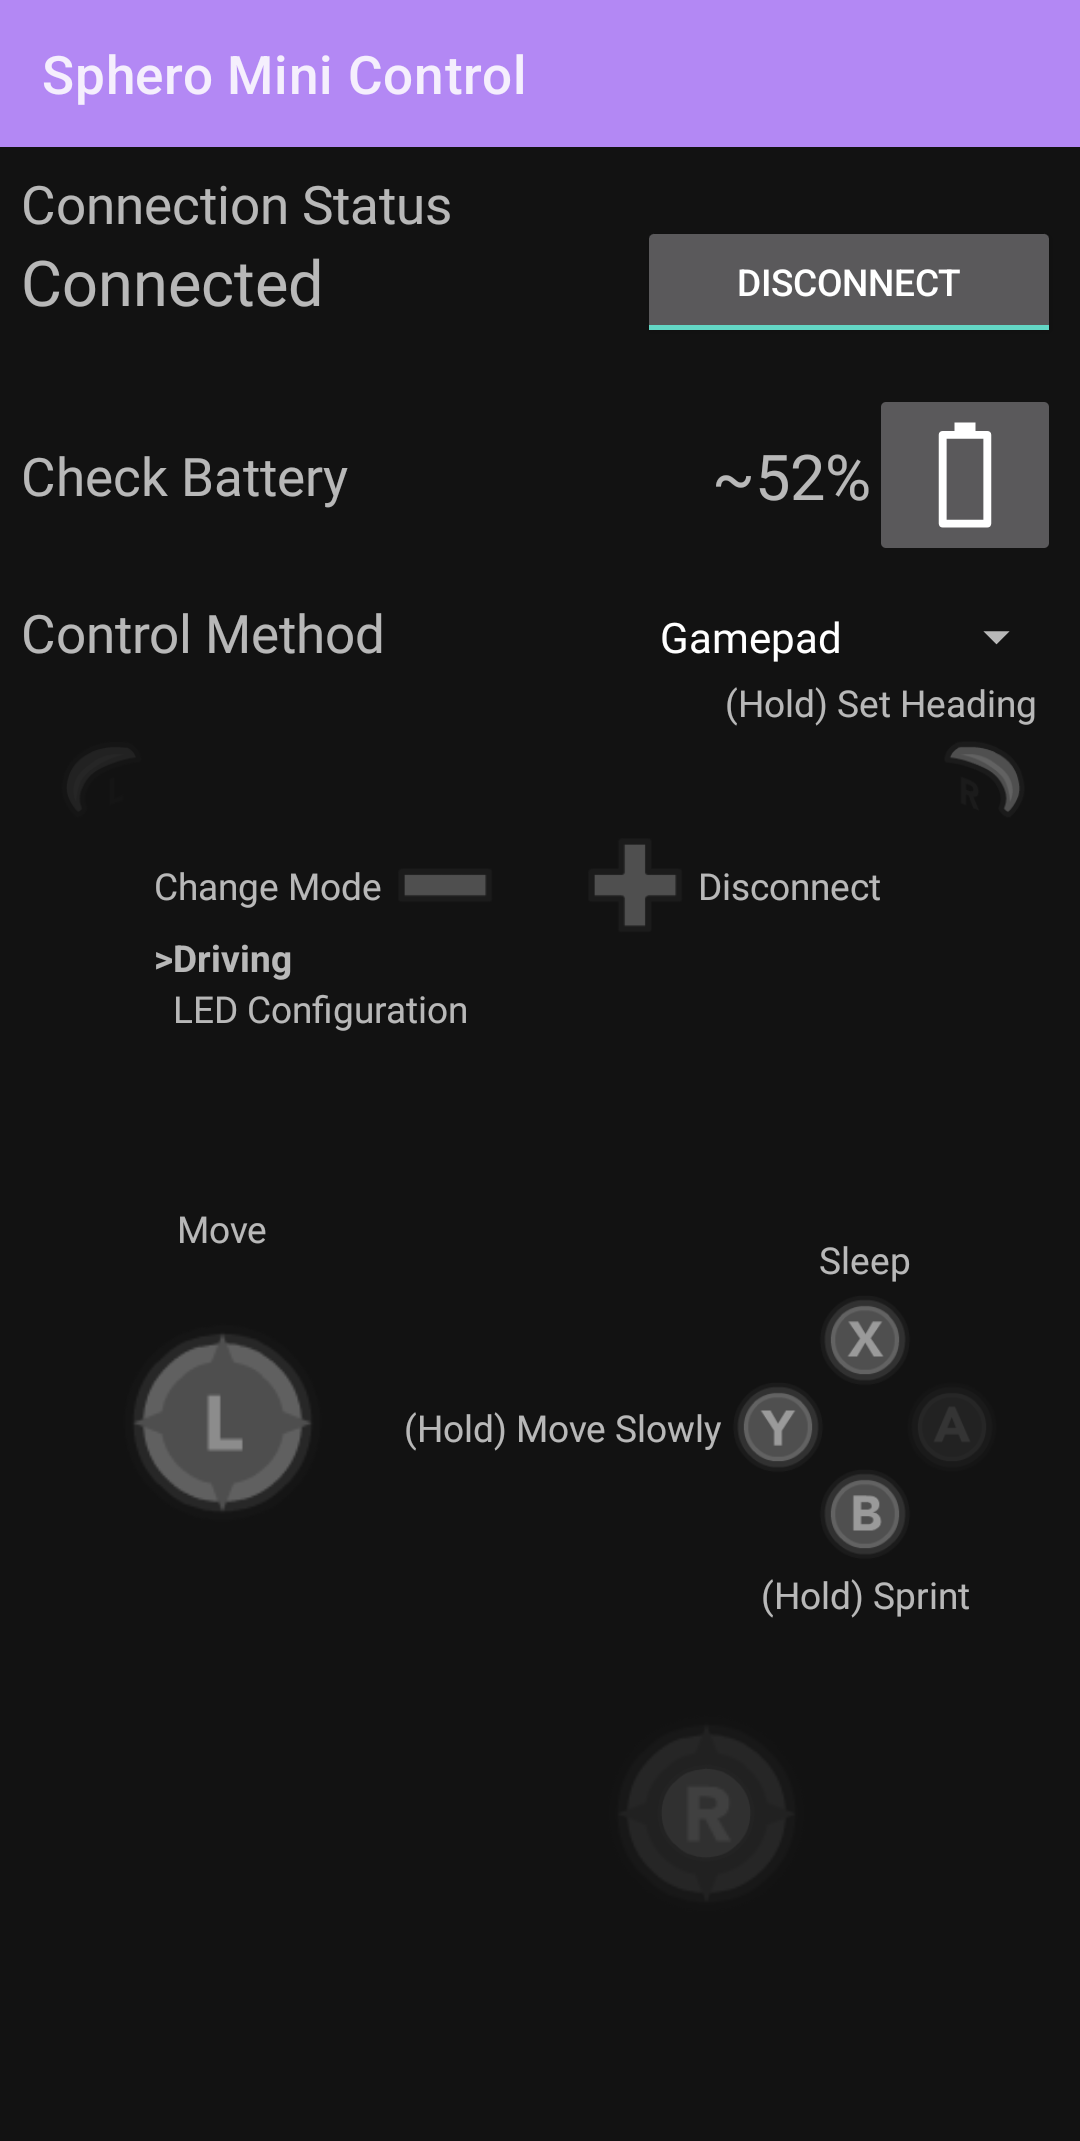 Sphero Mini Control
Connection Status
Connected
DISCONNECT
Check Battery
~52%
Control Method
Gamepad
(Hold) Set Heading
L
R
Change Mode
Disconnect
>Driving
LED Configuration
Move
Sleep
X
L
(Hold) Move Slowly
Y
A
B
(Hold) Sprint
R